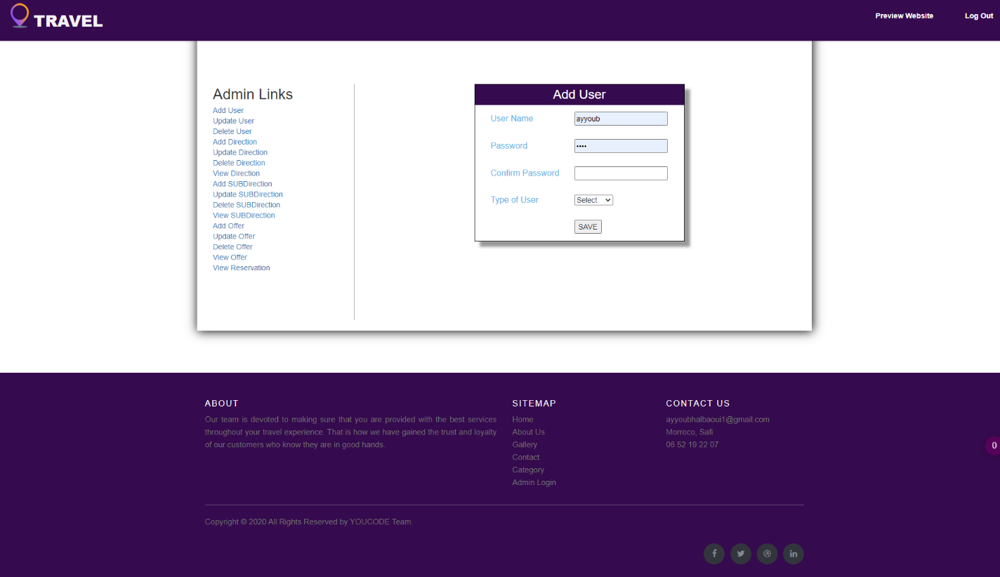 TRAVEL
Preview Website
Log Out
Admin Links
Add User
Update User
Delete User
Add Direction
Update Direction
Delete Direction
View Direction
Add SUBDirection
Update SUBDirection
Delete SUBDirection
View SUBDirection
Add Offer
Update Offer
Delete Offer
View Offer
View Reservation
Add User
User Name ayyoub
Password ••••
Confirm Password
Type of User Select
SAVE
ABOUT
Our team is devoted to making sure that you are provided with the best services
throughout your travel experience. That is how we have gained the trust and loyalty
of our customers who know they are in good hands.
SITEMAP
Home
About Us
Gallery
Contact
Category
Admin Login
CONTACT US
ayyoubhalbaoui1@gmail.com
Morroco, Safi
06 52 19 22 07
0
Copyright © 2020 All Rights Reserved by YOUCODE Team.